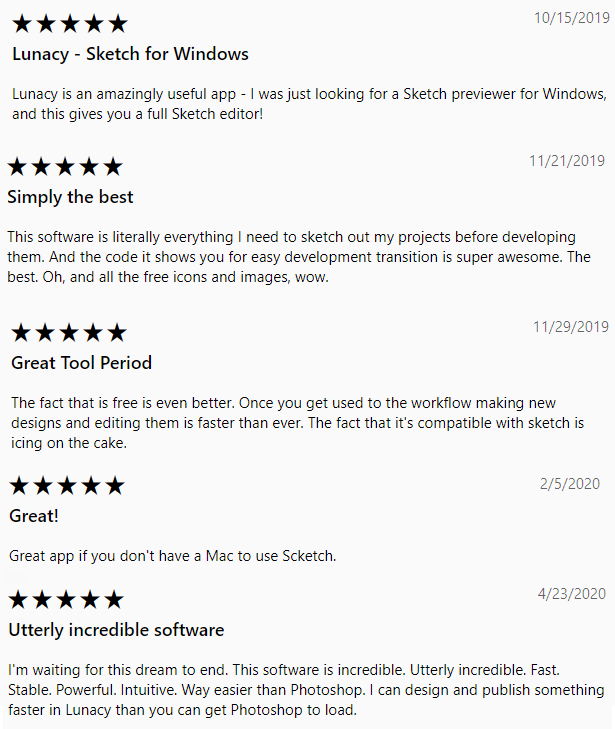 10/15/2019
Lunacy - Sketch for Windows
Lunacy is an amazingly useful app - I was just looking for a Sketch previewer for Windows,
and this gives you a full Sketch editor!
11/21/2019
Simply the best
This software is literally everything I need to sketch out my projects before developing
them. And the code it shows you for easy development transition is super awesome. The
best. Oh, and all the free icons and images, wow.
11/29/2019
Great Tool Period
The fact that is free is even better. Once you get used to the workflow making new
designs and editing them is faster than ever. The fact that it's compatible with sketch is
icing on the cake.
2/5/2020
Great!
Great app if you don't have a Mac to use Scketch.
4/23/2020
Utterly incredible software
I'm waiting for this dream to end. This software is incredible. Utterly incredible. Fast.
Stable. Powerful. Intuitive. Way easier than Photoshop. I can design and publish something
faster in Lunacy than you can get Photoshop to load.